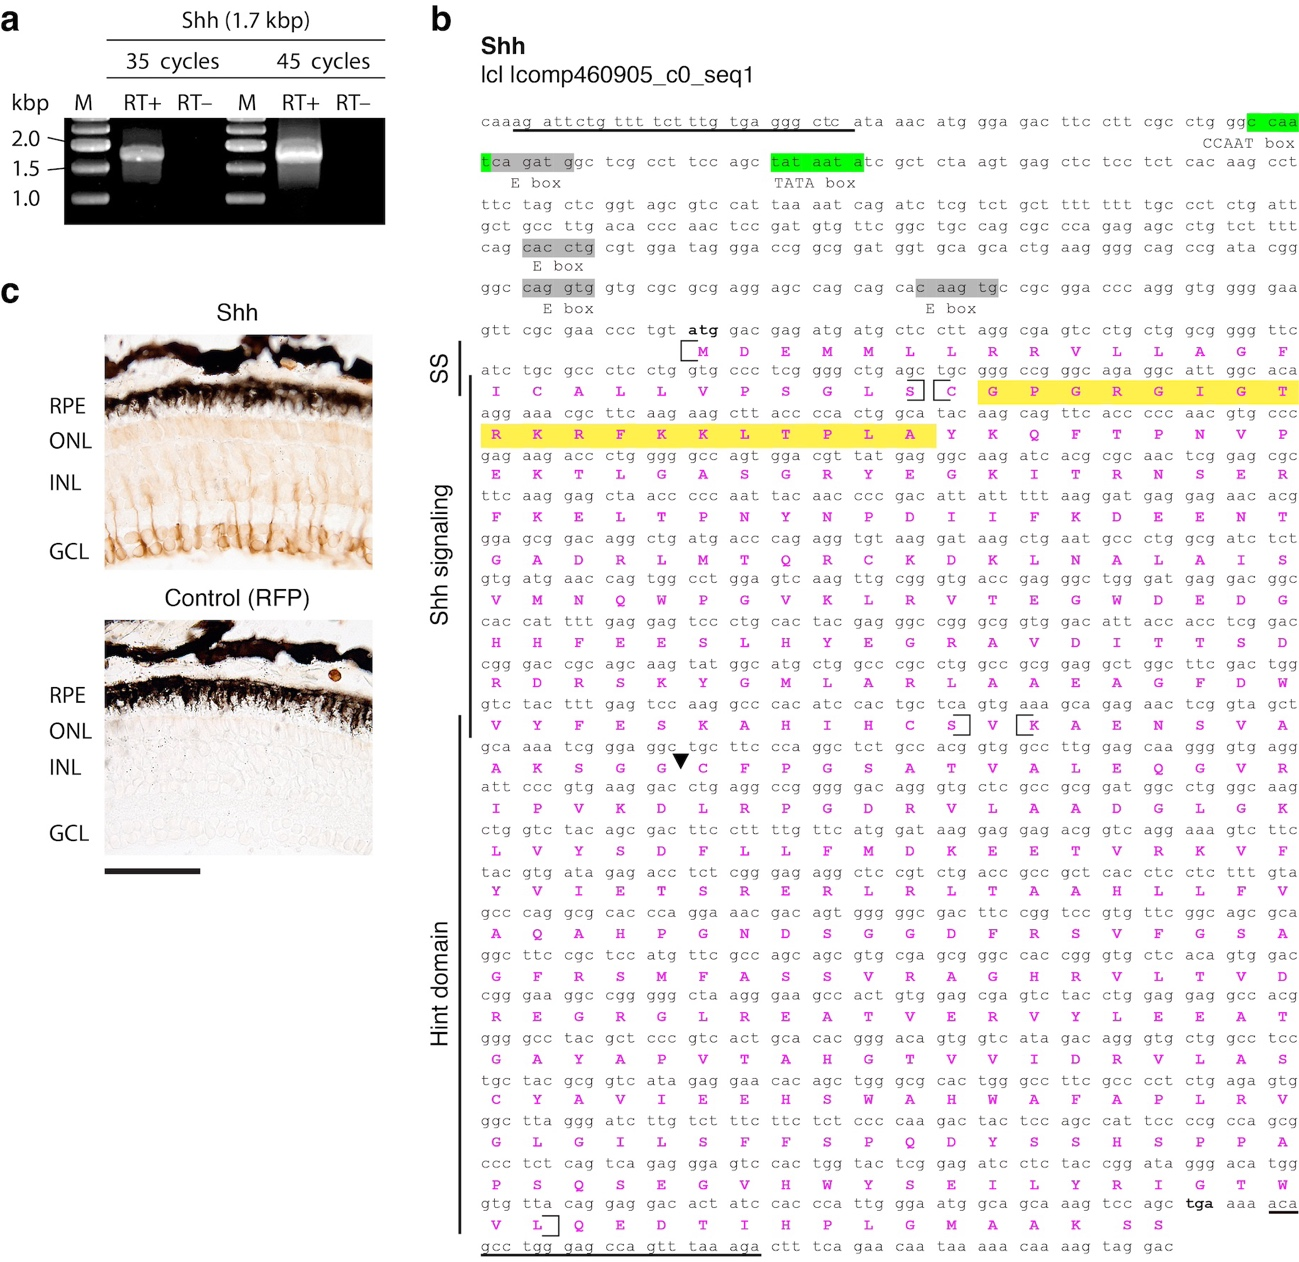 a
Shh (1.7 kbp)
35 cycles 45 cycles
kbp M RT+ RT– M RT+ RT–
2.0
1.5
1.0
c
Shh
RPE
ONL
INL
GCL
Control (RFP)
RPE
ONL
INL
GCL
b
Shh
lcl lcomp460905_c0_seq1
SS
Shh signaling
Hint domain
caaag attctg ttt tct ttg tga ggg ctc ata aac atg gga gac ttc ctt cgc ctg ggc caa
CCAAT box
tca gat ggc tcg cct tcc agc tat aat atc gct cta agt gag ctc tcc tct cac aag cct
E box TATA box
ttc tag ctc ggt agc gtc cat taa aat cag atc tcg tct gct ttt ttt tgc cct ctg att
gct gcc ttg aca ccc aac tcc gat gtg ttc ggc tgc cag cgc cca gag agc ctg tct ttt
cag cac ctg cgt gga tag gga ccg gcg gat ggt gca gca ctg aag ggg cag ccg ata cgg
E box
ggc cag gtg gtg cgc gcg agg agc cag cag cac aag tgc cgc gga ccc agg gtg ggg gaa
E box E box
gtt cgc gaa ccc tgt atg gac gag atg atg ctc ctt agg cga gtc ctg ctg gcg ggg ttc
M D E M M L L R R V L L A G F
atc tgc gcc ctc ctg gtg ccc tcg ggg ctg agc tgc ggg ccg ggc aga ggc att ggc aca
I C A L L V P S G L S C G P G R G I G T
agg aaa cgc ttc aag aag ctt acc cca ctg gca tac aag cag ttc acc ccc aac gtg ccc
R K R F K K L T P L A Y K Q F T P N V P
gag aag acc ctg ggg gcc agt gga cgt tat gag ggc aag atc acg cgc aac tcg gag cgc
E K T L G A S G R Y E G K I T R N S E R
ttc aag gag cta acc ccc aat tac aac ccc gac att att ttt aag gat gag gag aac acg
F K E L T P N Y N P D I I F K D E E N T
gga gcg gac agg ctg atg acc cag agg tgt aag gat aag ctg aat gcc ctg gcg atc tct
G A D R L M T Q R C K D K L N A L A I S
gtg atg aac cag tgg cct gga gtc aag ttg cgg gtg acc gag ggc tgg gat gag gac ggc
V M N Q W P G V K L R V T E G W D E D G
cac cat ttt gag gag tcc ctg cac tac gag ggc cgg gcg gtg gac att acc acc tcg gac
H H F E E S L H Y E G R A V D I T T S D
cgg gac cgc agc aag tat ggc atg ctg gcc cgc ctg gcc gcg gag gct ggc ttc gac tgg
R D R S K Y G M L A R L A A E A G F D W
gtc tac ttt gag tcc aag gcc cac atc cac tgc tca gtg aaa gca gag aac tcg gta gct
V Y F E S K A H I H C S V K A E N S V A
gca aaa tcg gga ggc tgc ttc cca ggc tct gcc acg gtg gcc ttg gag caa ggg gtg agg
A K S G G C F P G S A T V A L E Q G V R
att ccc gtg aag gac ctg agg ccg ggg gac agg gtg ctc gcc gcg gat ggc ctg ggc aag
I P V K D L R P G D R V L A A D G L G K
ctg gtc tac agc gac ttc ctt ttg ttc atg gat aag gag gag acg gtc agg aaa gtc ttc
L V Y S D F L L F M D K E E T V R K V F
tac gtg ata gag acc tct cgg gag agg ctc cgt ctg acc gcc gct cac ctc ctc ttt gta
Y V I E T S R E R L R L T A A H L L F V
gcc cag gcg cac cca gga aac gac agt ggg ggc gac ttc cgg tcc gtg ttc ggc agc gca
A Q A H P G N D S G G D F R S V F G S A
ggc ttc cgc agc atg ttc gcc agc agc gtg cga gcg ggc cac cgg gtg ctc aca gtg gac
G F R S M F A S S V R A G H R V L T V D
cgg gaa ggc cgg ggg cta agg gaa gcc act gtg gag cga gtc tac ctg gag gag gcc acg
R E G R G L R E A T V E R V Y L E E A T
ggg gcc tac gct ccc gtc act gca cac ggg aca gtg gtc ata gac agg gtg ctg gcc tcc
G A Y A P V T A H G T V V I D R V L A S
tgc tac gcg gtc ata gag gaa cac agc tgg gcg cac tgg gcc ttc gcc cct ctg aga gtg
C Y A V I E E H S W A H W A F A P L R V
ggc tta ggg atc ttg tct ttc ttc tct ccc caa gac tac tcc agc cat tcc ccg cca gcg
G L G I L S F F S P Q D Y S S H S P P A
ccc tct cag tca gag gga gtc cac tgg tac tcg gag atc ctc tac cgg ata ggg aca tgg
P S Q S E G V H W Y S E I L Y R I G T W
gtg tta cag gag gac act atc cac cca ttg gga atg gca gca aag tcc agc tga aaa aca
V L Q E D T I H P L G M A A K S S
gcc tgg gag cca gtt taa aga ctt tca gaa caa taa aac aaa aag tag gac